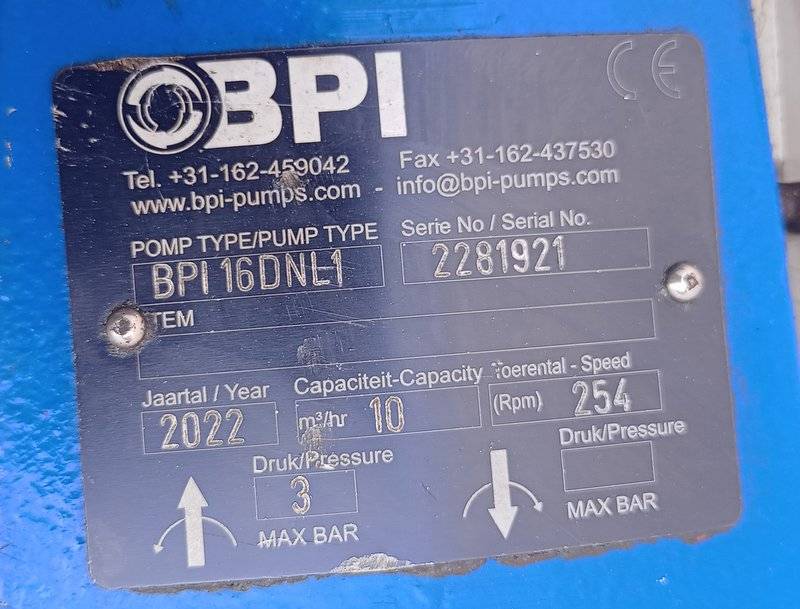 BPI
CE
Tel. +31-162-459042
Fax +31-162-437530
www.bpi-pumps.com - info@bpi-pumps.com
POMP TYPE/PUMP TYPE
Serie No / Serial No.
BPI 16DNL1
2281921
TEM
Jaartal / Year
Capaciteit-Capacity
Toerental - Speed
2022
m³/hr 10
(Rpm) 254
Druk/Pressure
Druk/Pressure
3
MAX BAR
MAX BAR